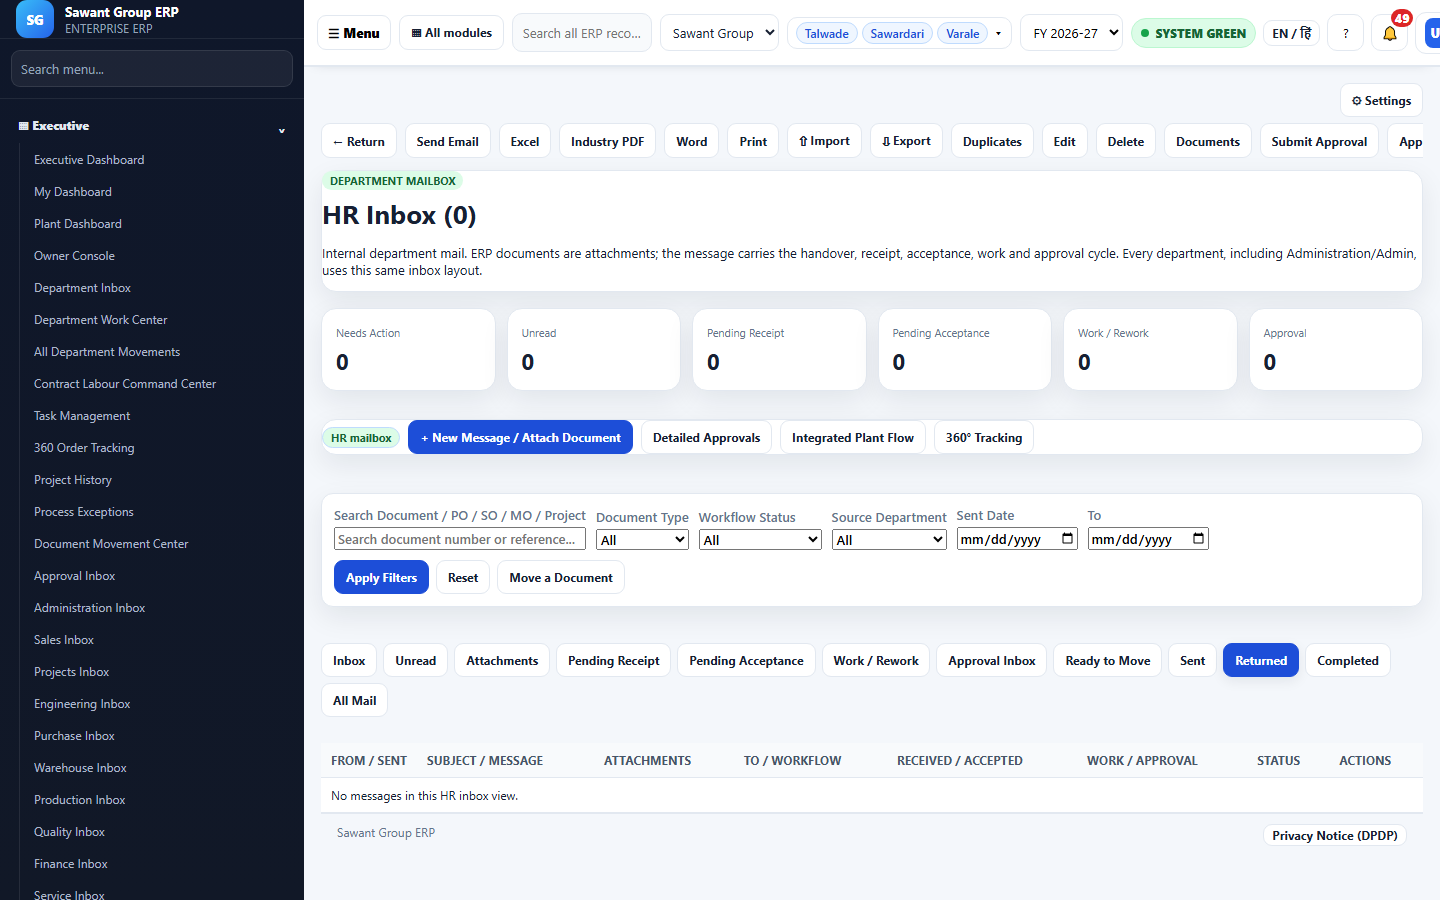 SG
Sawant Group ERP
ENTERPRISE ERP
Search menu...
Executive
Executive Dashboard
My Dashboard
Plant Dashboard
Owner Console
Department Inbox
Department Work Center
All Department Movements
Contract Labour Command Center
Task Management
360 Order Tracking
Project History
Process Exceptions
Document Movement Center
Approval Inbox
Administration Inbox
Sales Inbox
Projects Inbox
Engineering Inbox
Purchase Inbox
Warehouse Inbox
Production Inbox
Quality Inbox
Finance Inbox
Service Inbox
☰ Menu
All modules
Search all ERP reco...
Sawant Group
Talwade
Sawardari
Varale
FY 2026-27
SYSTEM GREEN
EN / हिं
?
49
U
⚙ Settings
← Return
Send Email
Excel
Industry PDF
Word
Print
⇧ Import
⇩ Export
Duplicates
Edit
Delete
Documents
Submit Approval
App
DEPARTMENT MAILBOX
HR Inbox (0)
Internal department mail. ERP documents are attachments; the message carries the handover, receipt, acceptance, work and approval cycle. Every department, including Administration/Admin,
uses this same inbox layout.
Needs Action
0
Unread
0
Pending Receipt
0
Pending Acceptance
0
Work / Rework
0
Approval
0
HR mailbox
+ New Message / Attach Document
Detailed Approvals
Integrated Plant Flow
360° Tracking
Search Document / PO / SO / MO / Project
Document Type
Workflow Status
Source Department
Sent Date
To
Search document number or reference...
All
All
All
mm/dd/yyyy
mm/dd/yyyy
Apply Filters
Reset
Move a Document
Inbox
Unread
Attachments
Pending Receipt
Pending Acceptance
Work / Rework
Approval Inbox
Ready to Move
Sent
Returned
Completed
All Mail
FROM / SENT
SUBJECT / MESSAGE
ATTACHMENTS
TO / WORKFLOW
RECEIVED / ACCEPTED
WORK / APPROVAL
STATUS
ACTIONS
No messages in this HR inbox view.
Sawant Group ERP
Privacy Notice (DPDP)